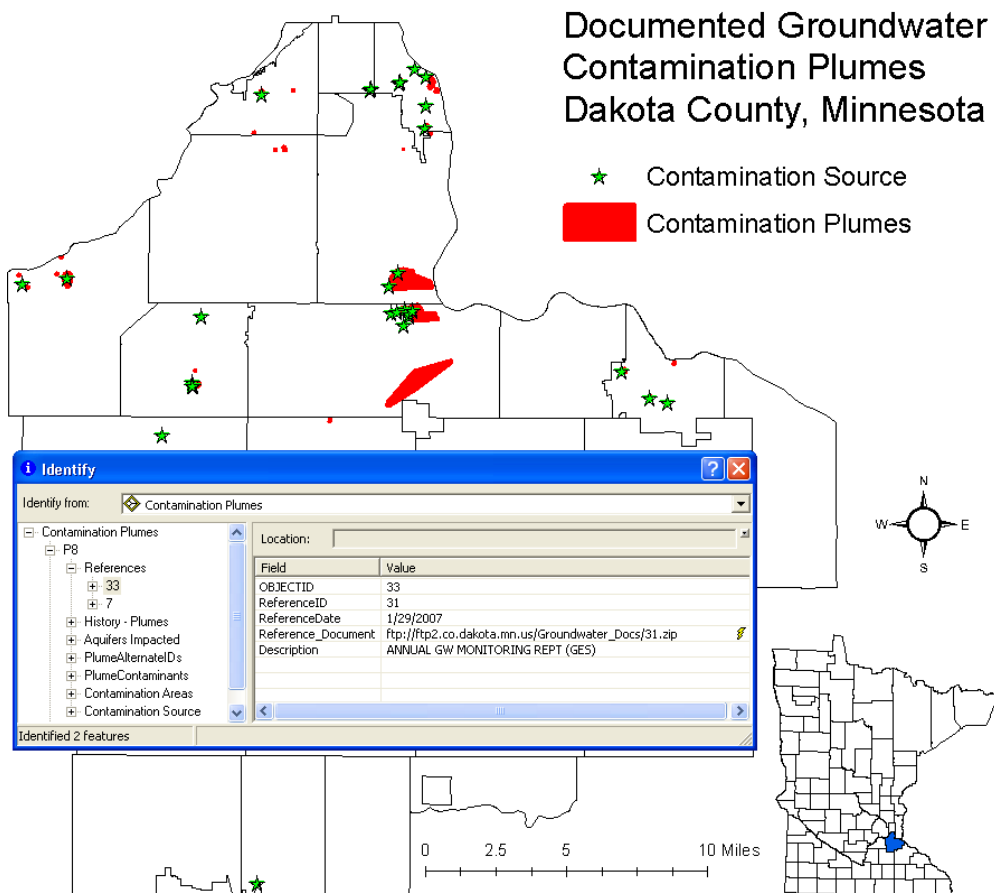 Documented Groundwater
Contamination Plumes
Dakota County, Minnesota
Contamination Source
Contamination Plumes
Identify
Identify from: Contamination Plumes
Contamination Plumes
P8
References
33
7
History - Plumes
Aquifers Impacted
PlumeAlternateIDs
PlumeContaminants
Contamination Areas
Contamination Source
Location:
Field Value
OBJECTID 33
ReferenceID 31
ReferenceDate 1/29/2007
Reference_Document ftp://ftp2.co.dakota.mn.us/Groundwater_Docs/31.zip
Description ANNUAL GW MONITORING REPT (GES)
Identified 2 features
N
W E
S
0 2.5 5 10 Miles